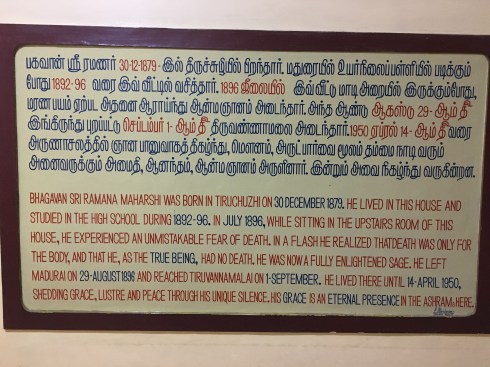 பகவான் ஸ்ரீ ரமணர் 30-12-1879 - இல் திருச்சுழியில் பிறந்தார். மதுரையில் உயர்நிலைப்பள்ளியில் படிக்கும்
போது 1892-96 வரை இவ் வீட்டில் வசித்தார். 1896 ஜீலையில் இவ் வீட்டு மாடி அறையில் இருக்கும்போது,
மரண பயம் ஏற்பட அதனை ஆராய்ந்து ஆன்மஞானம் அடைந்தார். அந்த ஆண்டு ஆகஸ்டு 29- ஆம் தீ
இங்கிருந்து புறப்பட்டு செப்டம்பர் 1- ஆம் தீ திருவண்ணாமலை அடைந்தார். 1950 ஏப்ரல் 14 - ஆம் தீ வரை
அருணாசலத்தில் ஞான பானுவாகத் திகழ்ந்து, மௌனம், அருட்பார்வை மூலம் தம்மை நாடி வரும்
அனைவருக்கும் அமைதி, ஆனந்தம், ஆன்மஞானம் அருளினார். இன்றும் அவை நிகழ்ந்து வருகின்றன.
BHAGAVAN SRI RAMANA MAHARSHI WAS BORN IN TIRUCHUZHI ON 30 DECEMBER 1879. HE LIVED IN THIS HOUSE AND
STUDIED IN THE HIGH SCHOOL DURING 1892-96. IN JULY 1896, WHILE SITTING IN THE UPSTAIRS ROOM OF THIS
HOUSE, HE EXPERIENCED AN UNMISTAKABLE FEAR OF DEATH. IN A FLASH HE REALIZED THATDEATH WAS ONLY FOR
THE BODY, AND THAT HE, AS THE TRUE BEING, HAD NO DEATH. HE WAS NOW A FULLY ENLIGHTENED SAGE. HE LEFT
MADURAI ON 29-AUGUST 1896 AND REACHED TIRUVANNAMALAI ON 1-SEPTEMBER. HE LIVED THERE UNTIL 14-APRIL 1950,
SHEDDING GRACE, LUSTRE AND PEACE THROUGH HIS UNIQUE SILENCE. HIS GRACE IS AN ETERNAL PRESENCE IN THE ASHRAM & HERE.